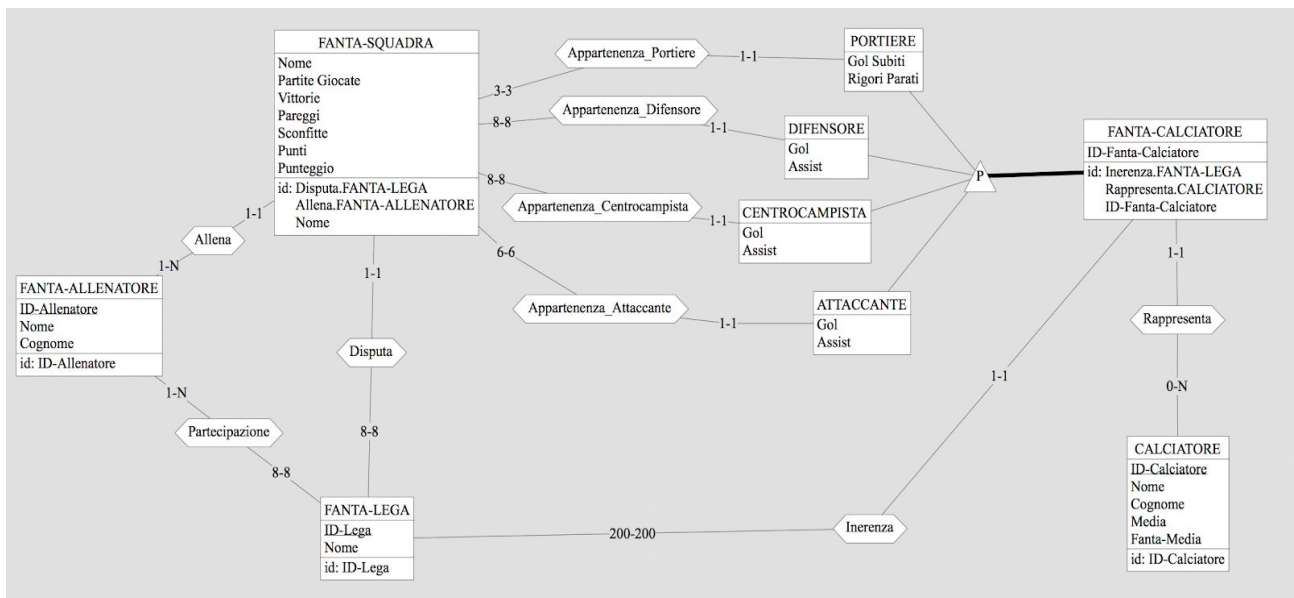 FANTA-SQUADRA
Nome
Partite Giocate
Vittorie
Pareggi
Sconfitte
Punti
Punteggio
id: Disputa.FANTA-LEGA
Allena.FANTA-ALLENATORE
Nome
Appartenenza_Portiere
3-3
1-1
PORTIERE
Gol Subiti
Rigori Parati
Appartenenza_Difensore
8-8
1-1
DIFENSORE
Gol
Assist
8-8
Appartenenza_Centrocampista
1-1
CENTROCAMPISTA
Gol
Assist
6-6
Appartenenza_Attaccante
1-1
ATTACCANTE
Gol
Assist
P
FANTA-CALCIATORE
ID-Fanta-Calciatore
id: Inerenza.FANTA-LEGA
Rappresenta.CALCIATORE
ID-Fanta-Calciatore
1-1
Allena
1-N
FANTA-ALLENATORE
ID-Allenatore
Nome
Cognome
id: ID-Allenatore
1-1
Disputa
8-8
1-N
Partecipazione
8-8
FANTA-LEGA
ID-Lega
Nome
id: ID-Lega
200-200
Inerenza
1-1
1-1
Rappresenta
0-N
CALCIATORE
ID-Calciatore
Nome
Cognome
Media
Fanta-Media
id: ID-Calciatore